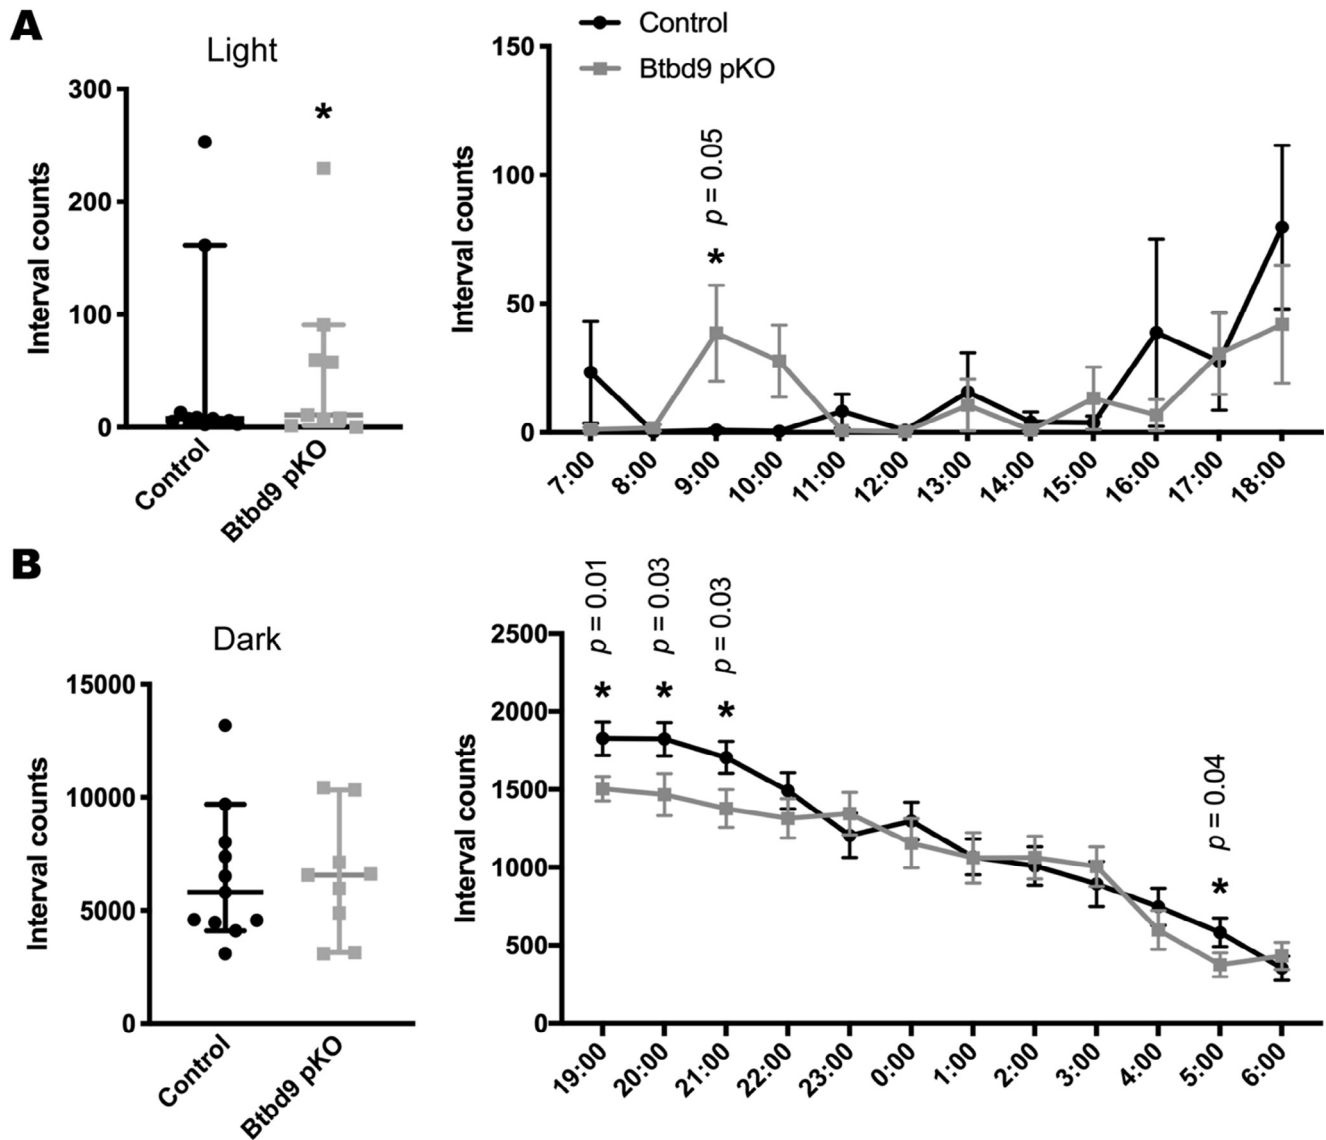 A
Light
Interval counts
300
200
100
0
*
Control
Btbd9 pKO
Control
Btbd9 pKO
Interval counts
150
100
50
0
p = 0.05
*
7:00
8:00
9:00
10:00
11:00
12:00
13:00
14:00
15:00
16:00
17:00
18:00
B
Dark
Interval counts
15000
10000
5000
0
Control
Btbd9 pKO
Interval counts
2500
2000
1500
1000
500
0
p = 0.01
p = 0.03
p = 0.03
p = 0.04
*
*
*
*
19:00
20:00
21:00
22:00
23:00
0:00
1:00
2:00
3:00
4:00
5:00
6:00